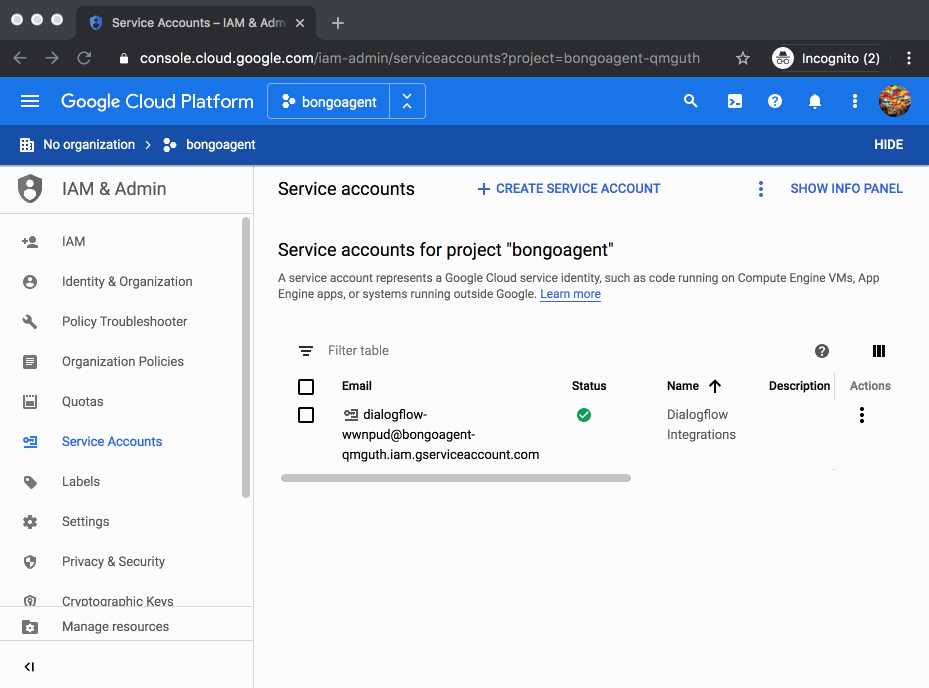 Service Accounts – IAM & Adm
console.cloud.google.com/iam-admin/serviceaccounts?project=bongoagent-qmguth
Incognito (2)
Google Cloud Platform
bongoagent
No organization
bongoagent
HIDE
IAM & Admin
Service accounts
CREATE SERVICE ACCOUNT
SHOW INFO PANEL
IAM
Identity & Organization
Policy Troubleshooter
Organization Policies
Quotas
Service Accounts
Labels
Settings
Privacy & Security
Cryptographic Keys
Manage resources
Service accounts for project "bongoagent"
A service account represents a Google Cloud service identity, such as code running on Compute Engine VMs, App
Engine apps, or systems running outside Google. Learn more
Filter table
Email Status Name Description Actions
dialogflow-
wwnpud@bongoagent-
qmguth.iam.gserviceaccount.com
Dialogflow
Integrations